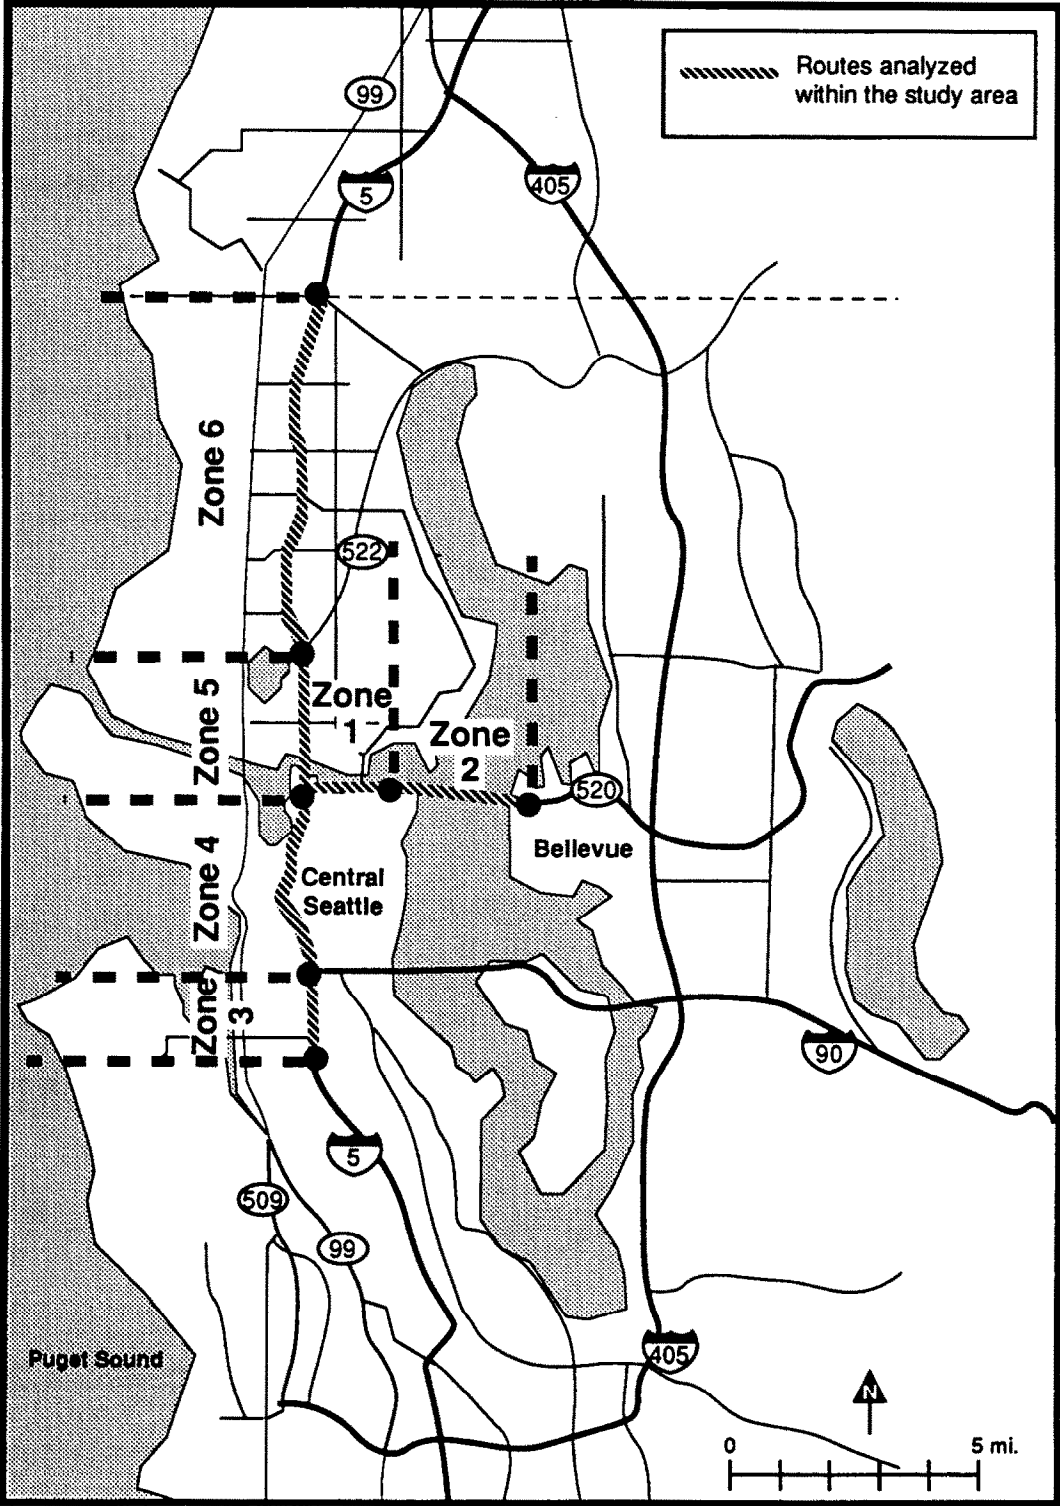 Routes analyzed
within the study area
99
5
405
Zone 6
522
Zone 5
Zone
1
Zone
2
520
Bellevue
Zone 4
Central
Seattle
Zone
3
90
5
509
99
Puget Sound
405
N
0
5 mi.